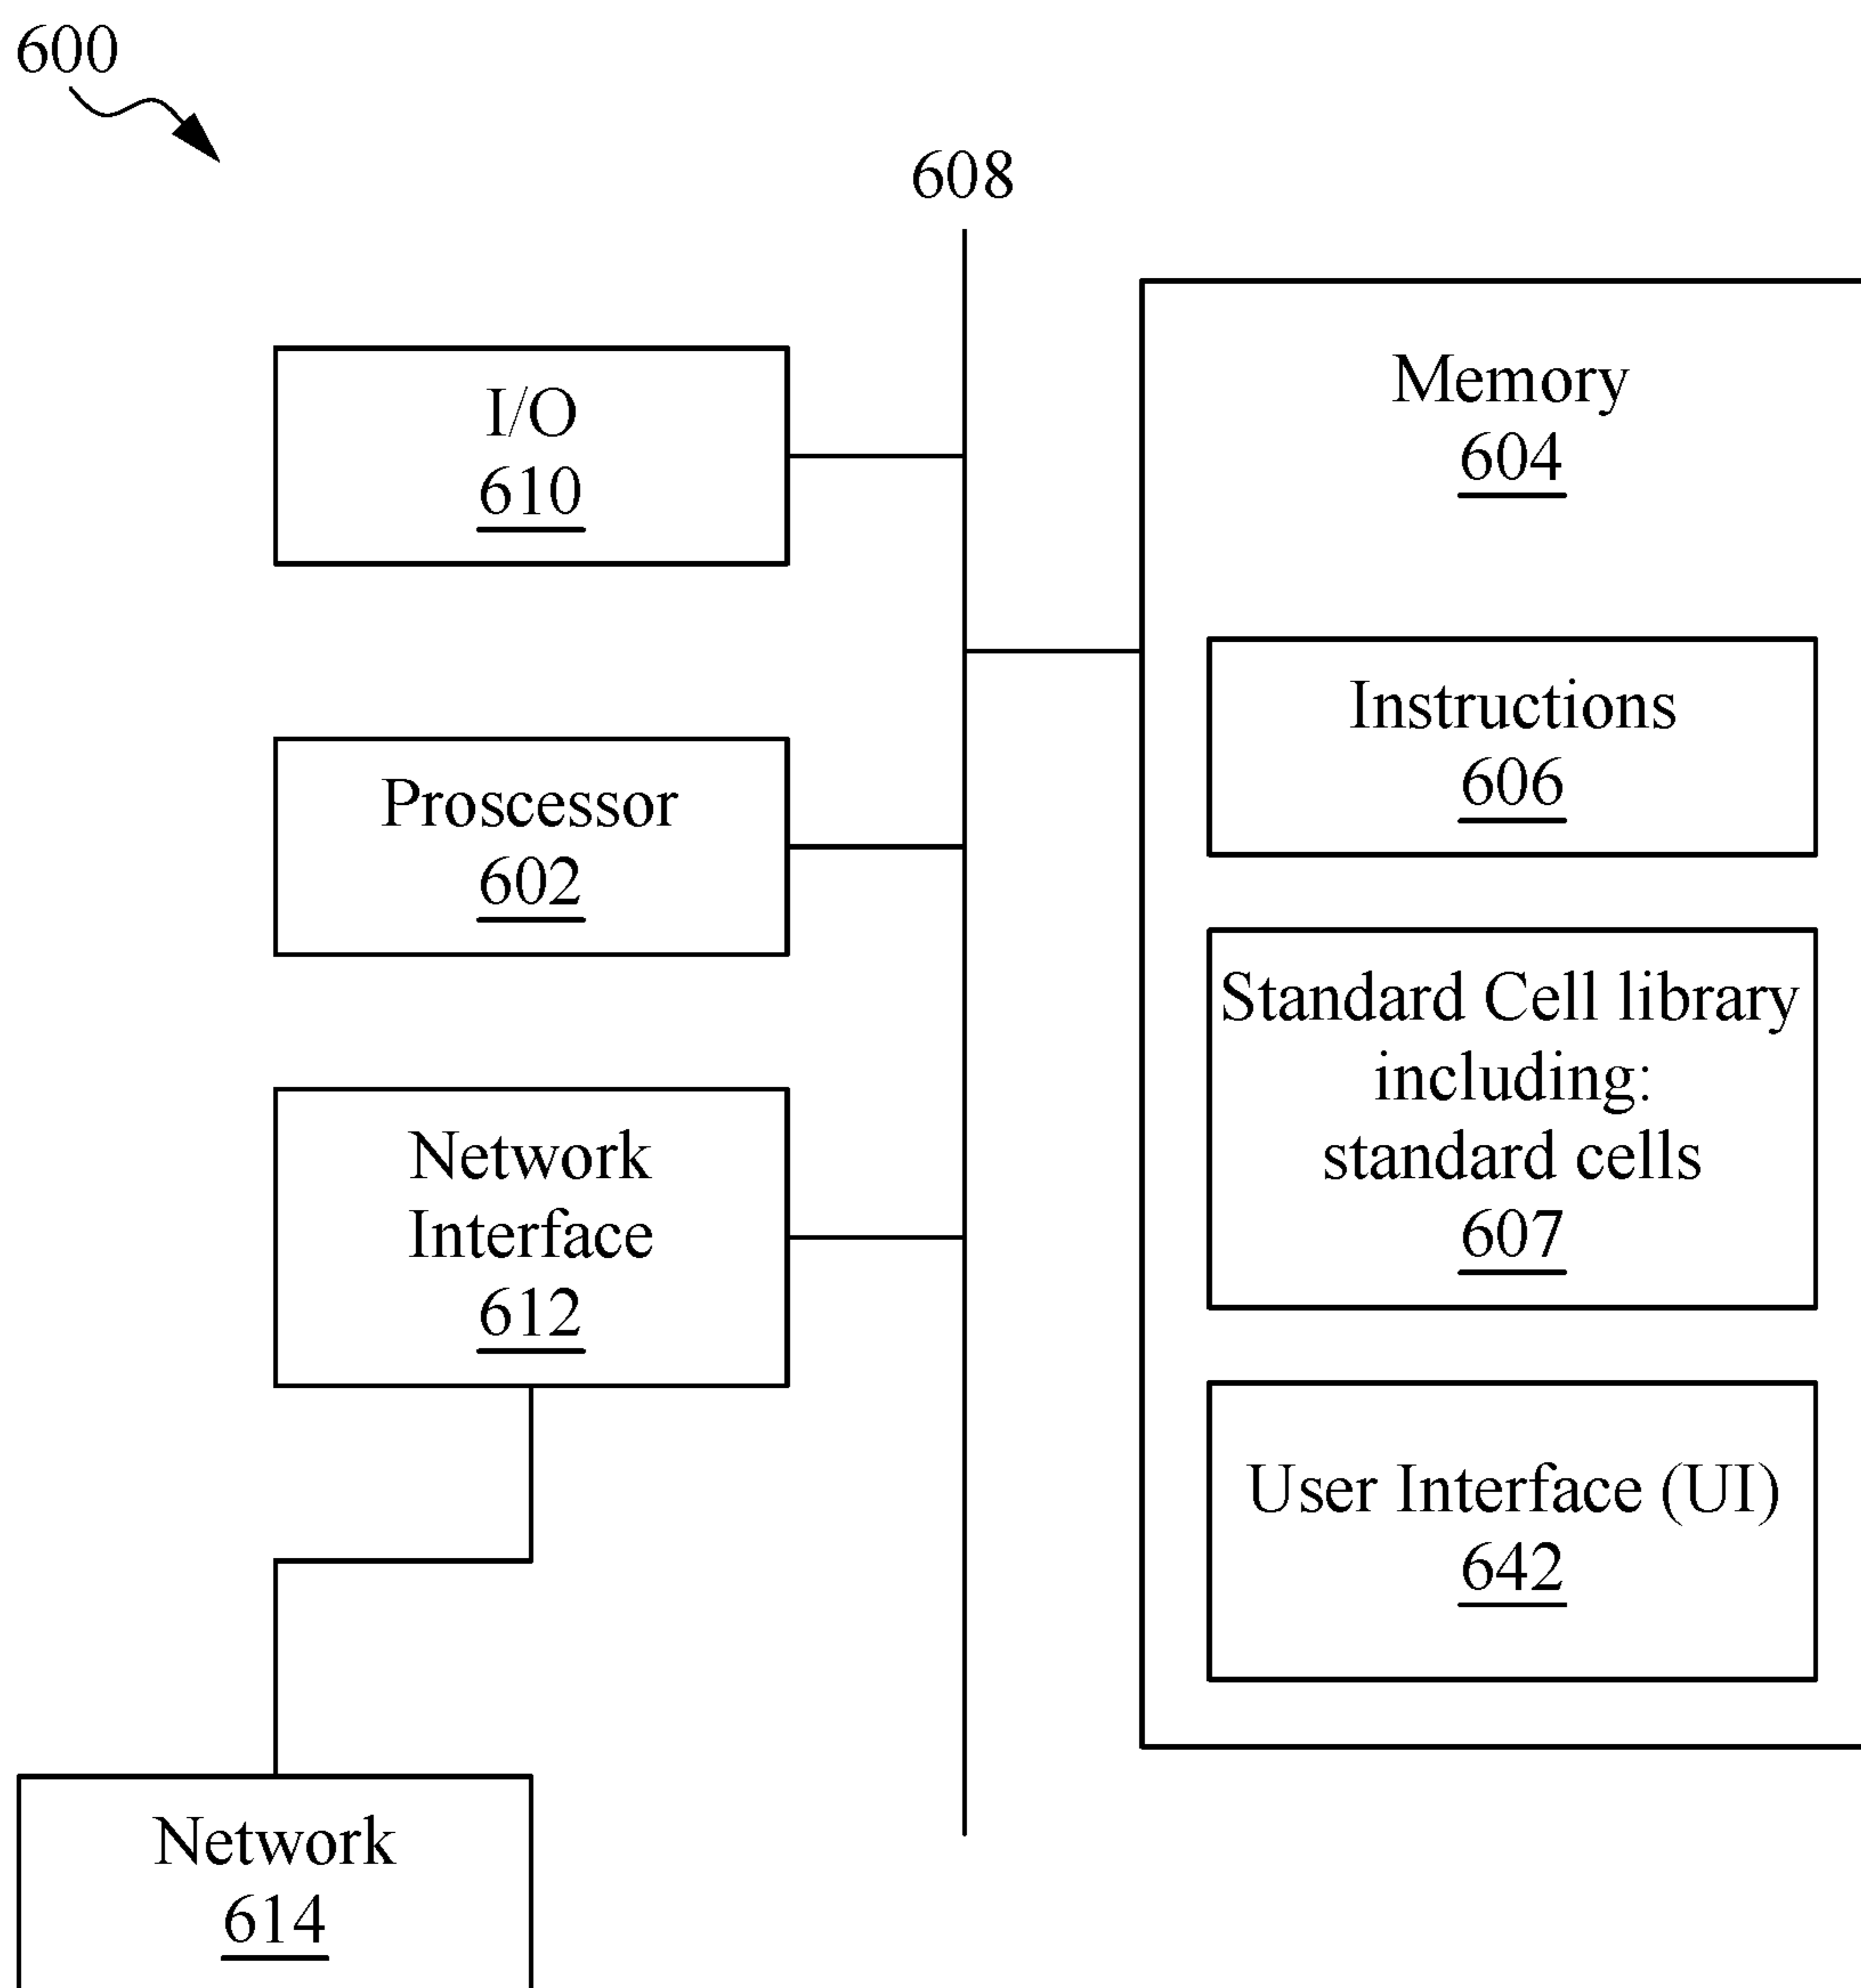 600
608
I/O
610
Proscessor
602
Network
Interface
612
Network
614
Memory
604
Instructions
606
Standard Cell library
including:
standard cells
607
User Interface (UI)
642